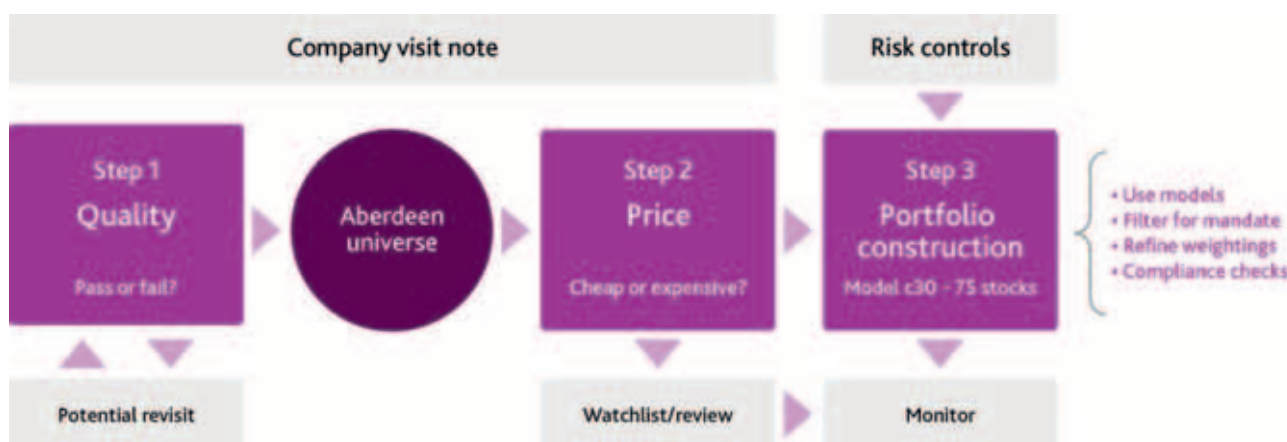 Company visit note
Risk controls
Step 1
Quality
Pass or fail?
Aberdeen
universe
Step 2
Price
Cheap or expensive?
Step 3
Portfolio
construction
Model c30 - 75 stocks
• Use models
• Filter for mandate
• Refine weightings
• Compliance checks
Potential revisit
Watchlist/review
Monitor